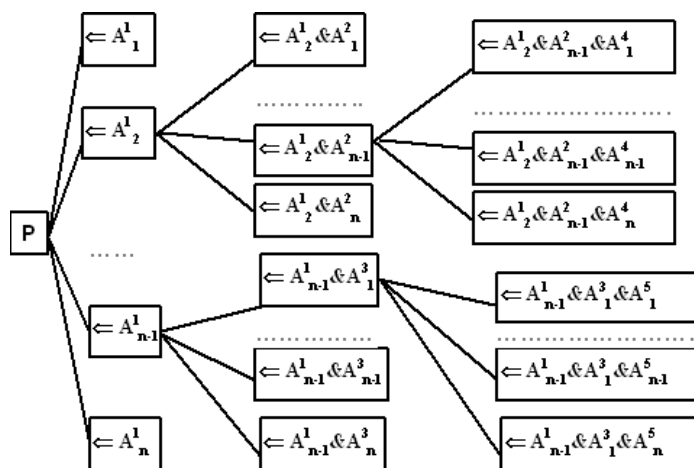 P
⇐ A¹₁
⇐ A¹₂
......
⇐ A¹ₙ₋₁
⇐ A¹ₙ
⇐ A¹₂&A²₁
................
⇐ A¹₂&A²ₙ₋₁
⇐ A¹₂&A²ₙ
⇐ A¹ₙ₋₁&A³₁
..................
⇐ A¹ₙ₋₁&A³ₙ₋₁
⇐ A¹ₙ₋₁&A³ₙ
⇐ A¹₂&A²ₙ₋₁&A⁴₁
..............................
⇐ A¹₂&A²ₙ₋₁&A⁴ₙ₋₁
⇐ A¹₂&A²ₙ₋₁&A⁴ₙ
⇐ A¹ₙ₋₁&A³₁&A⁵₁
..............................
⇐ A¹ₙ₋₁&A³₁&A⁵ₙ₋₁
⇐ A¹ₙ₋₁&A³₁&A⁵ₙ